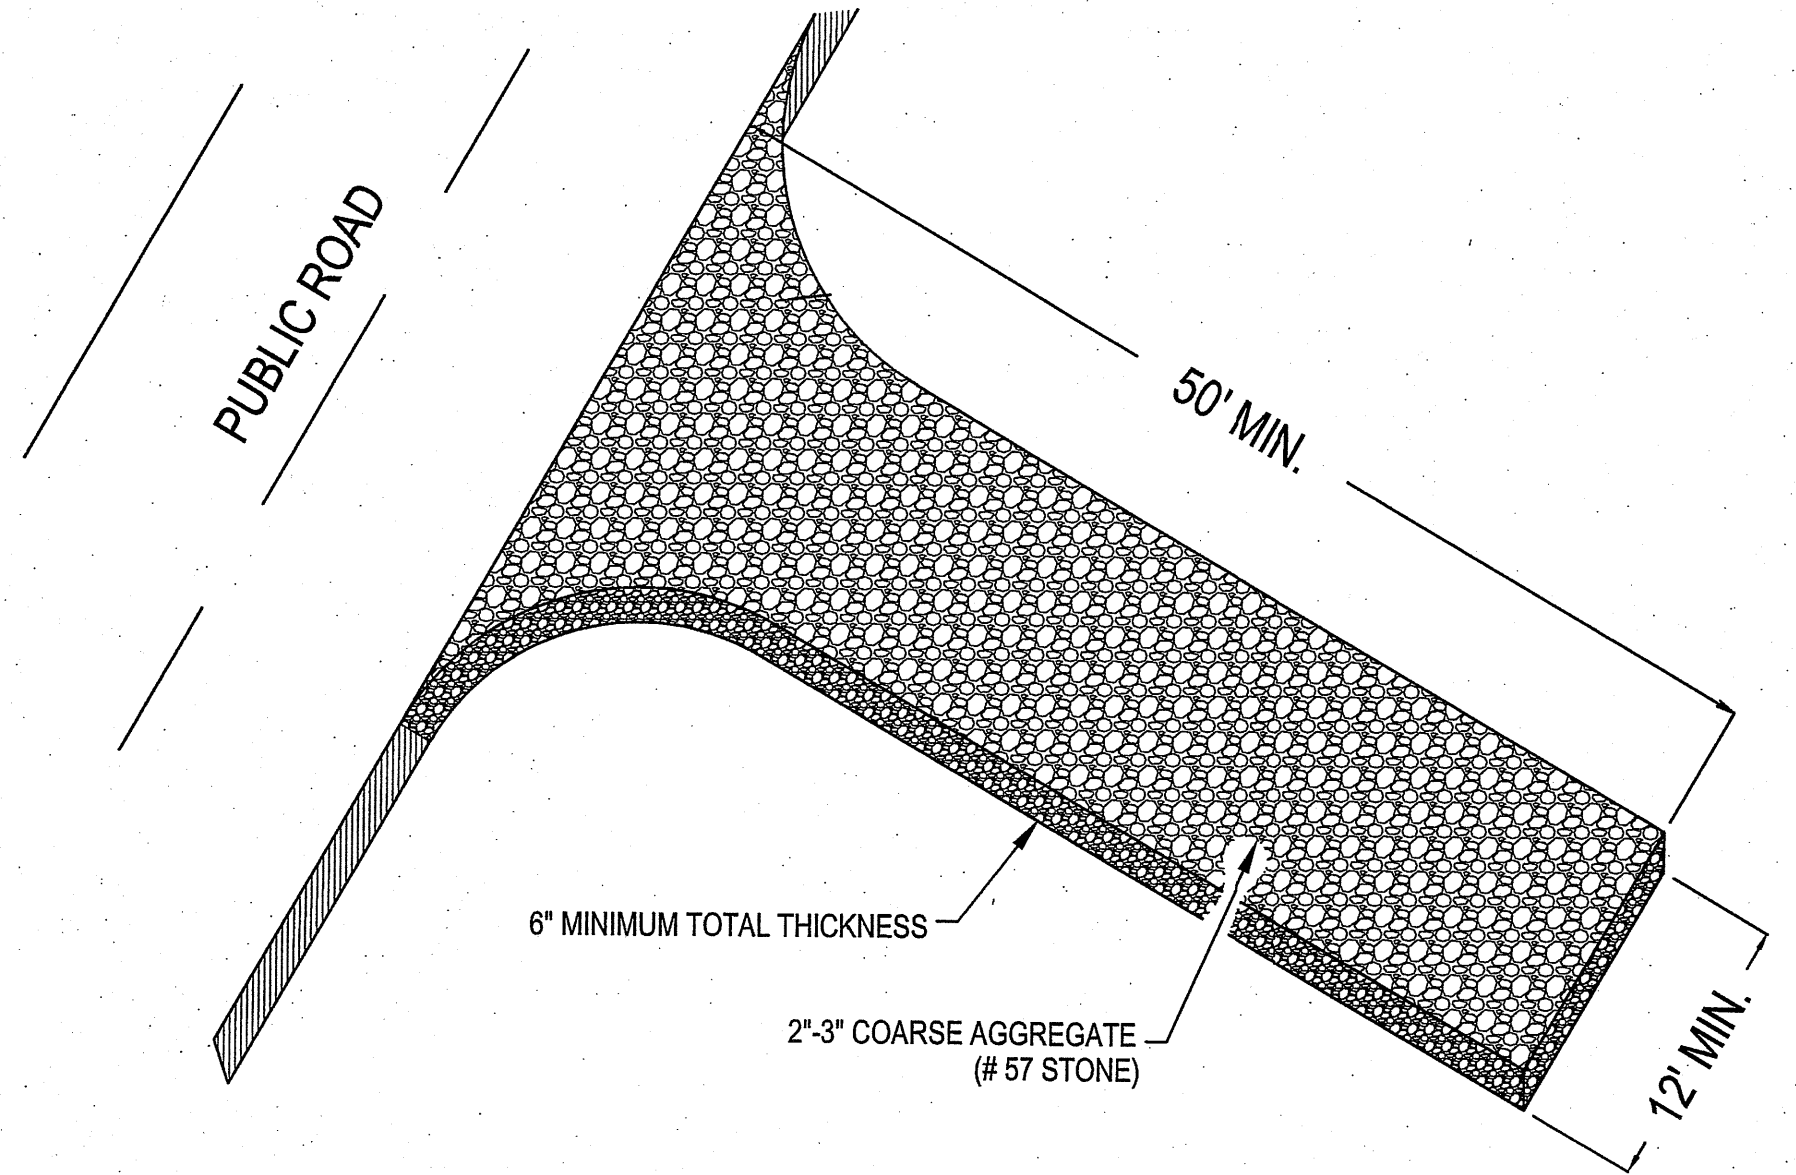 PUBLIC ROAD
50' MIN.
6" MINIMUM TOTAL THICKNESS
2"-3" COARSE AGGREGATE
(# 57 STONE)
12' MIN.